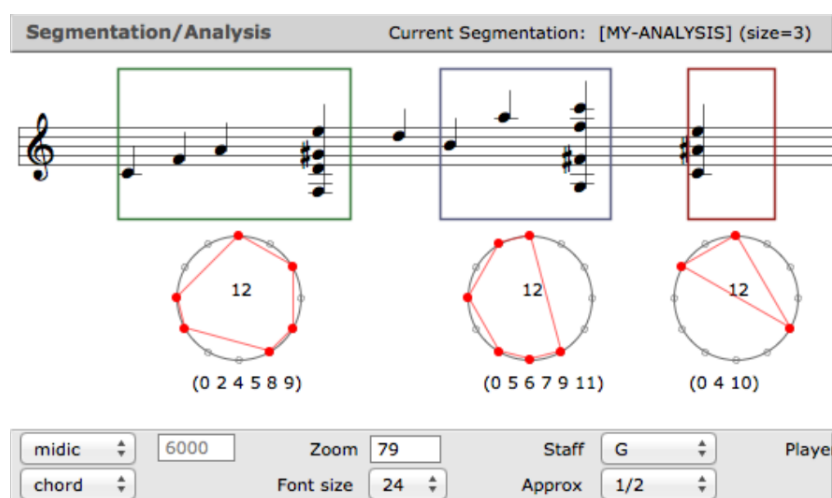 Segmentation/Analysis Current Segmentation: [MY-ANALYSIS] (size=3)
12 12 12
(0 2 4 5 8 9) (0 5 6 7 9 11) (0 4 10)
midic 6000 Zoom 79 Staff G Player
chord Font size 24 Approx 1/2